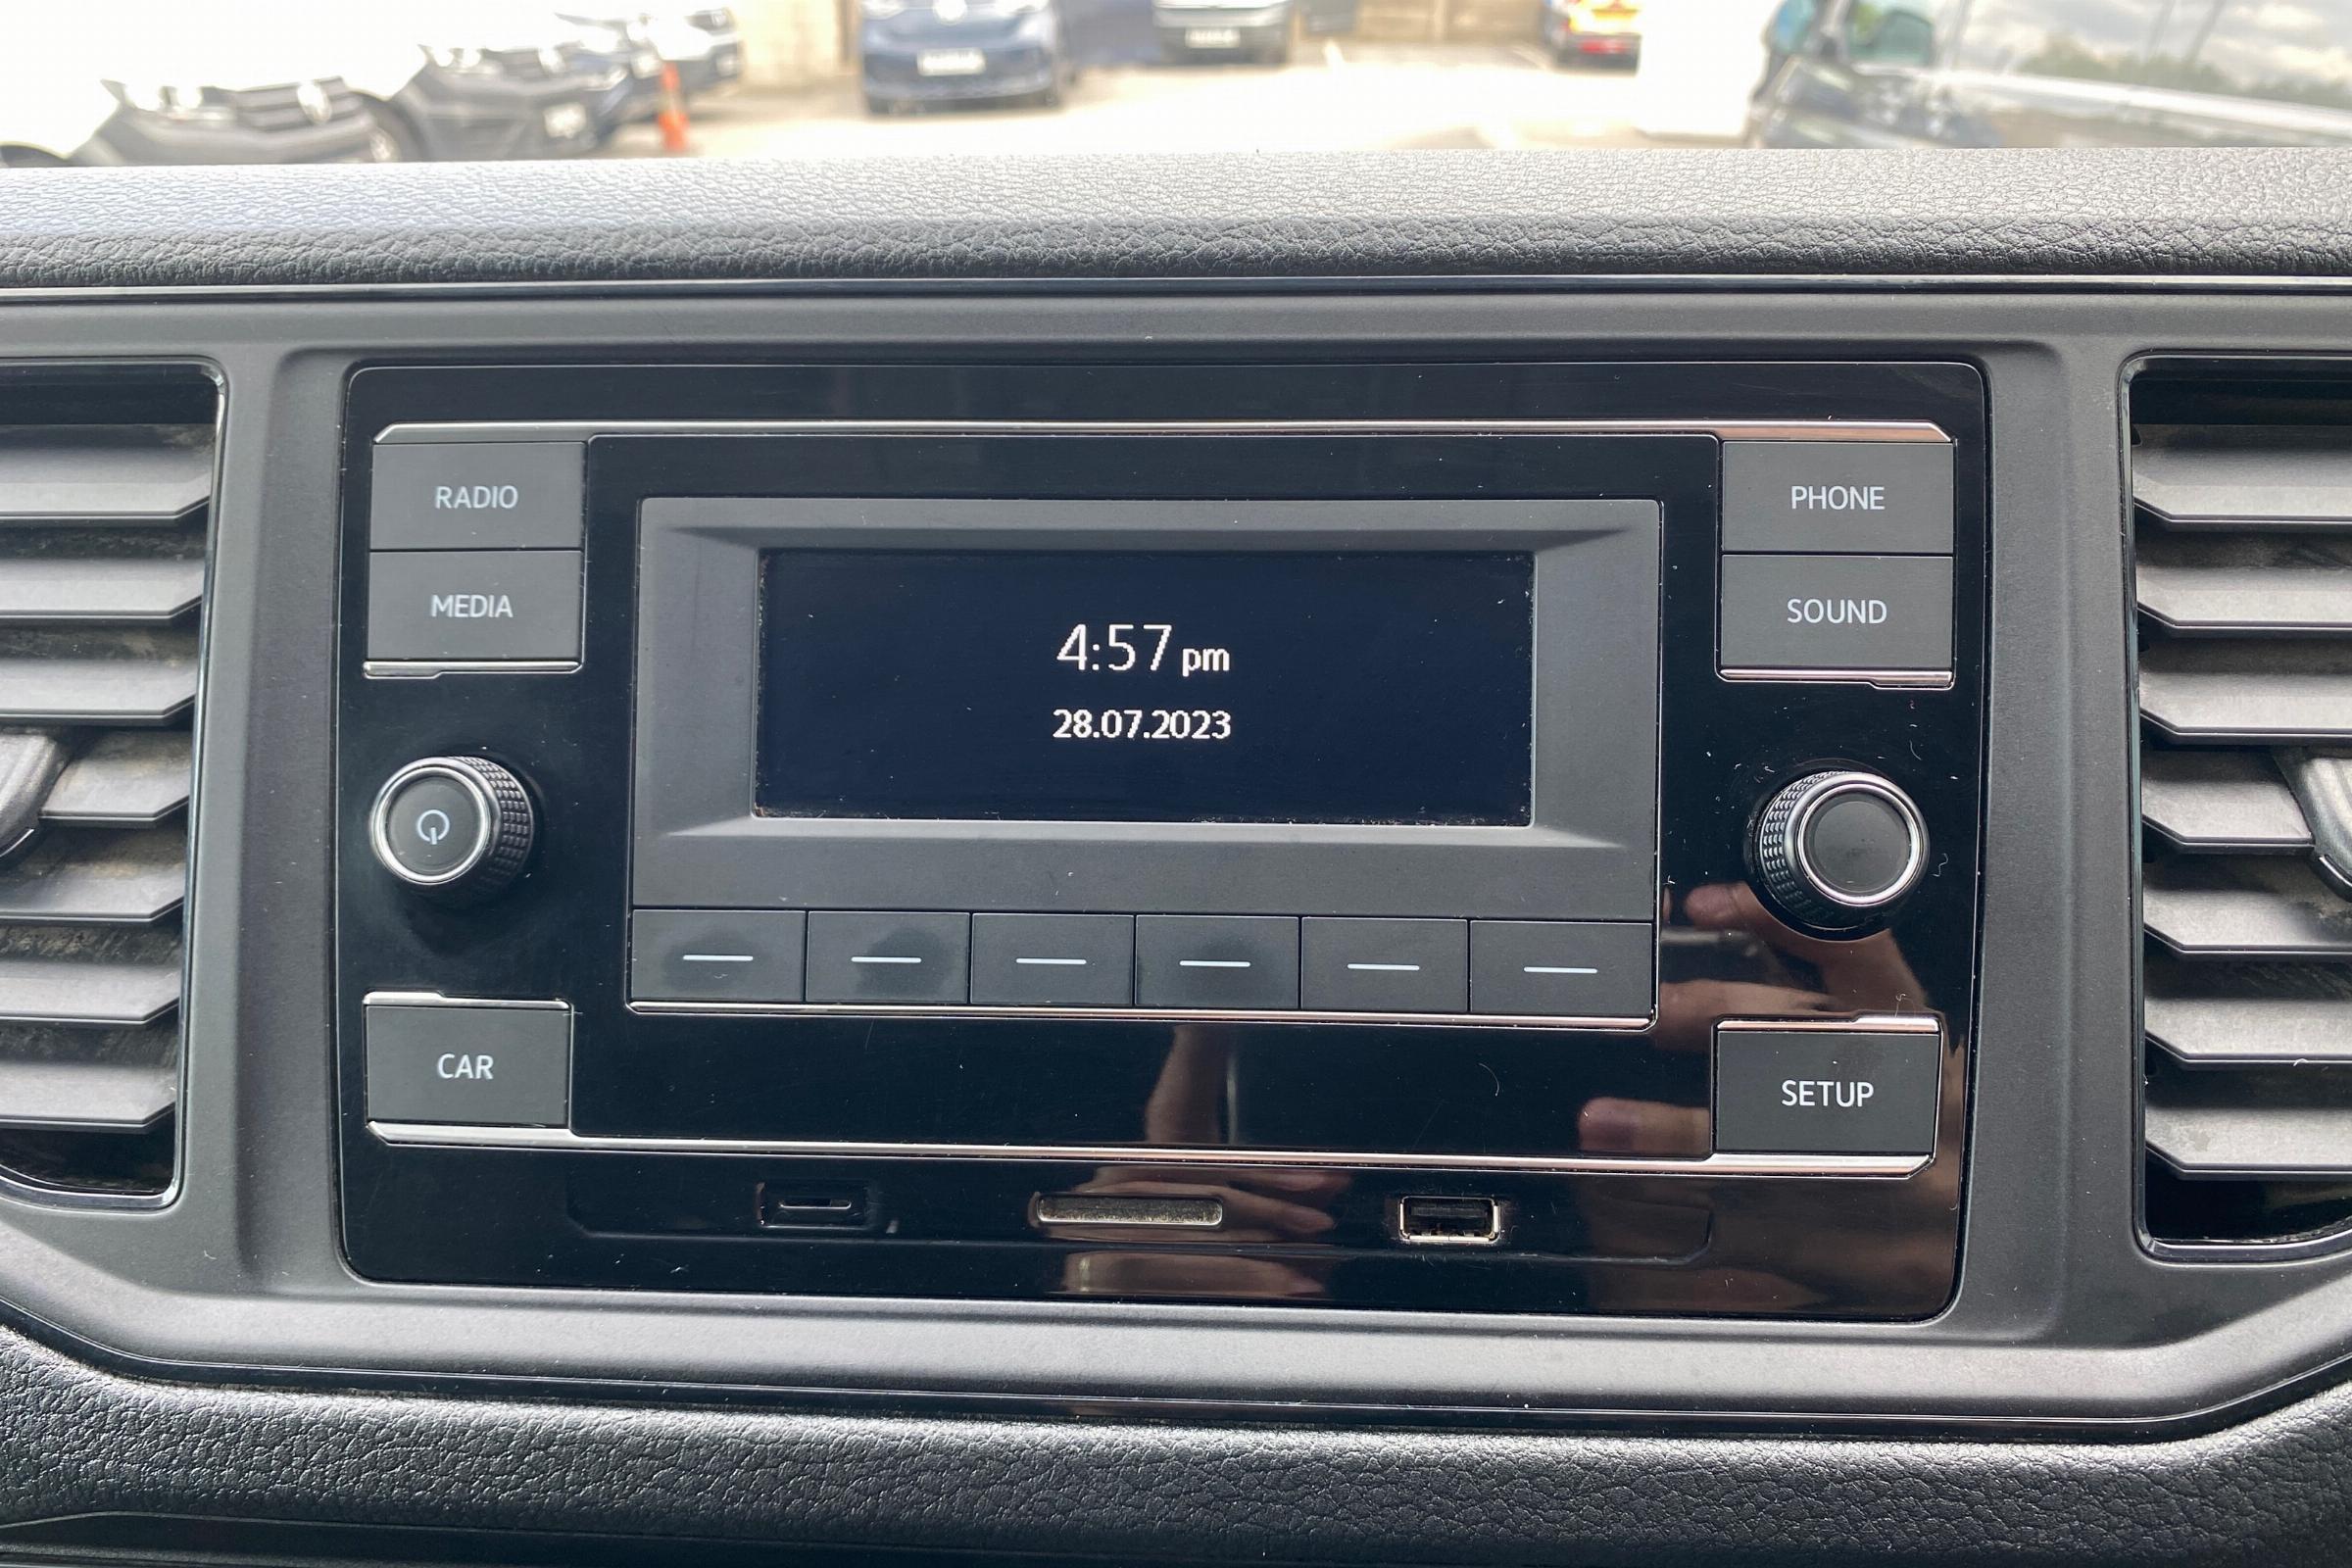 RADIO
MEDIA
4:57 pm
28.07.2023
PHONE
SOUND
CAR
SETUP